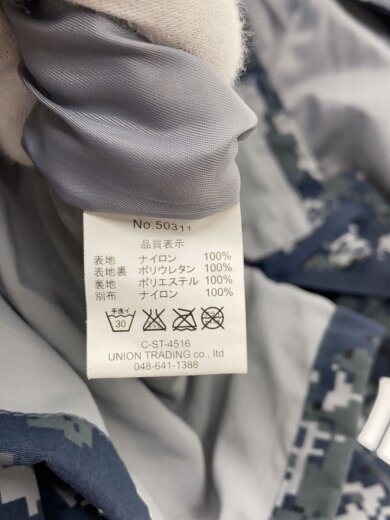 No.50311
品質表示
表地 ナイロン 100%
表地裏 ポリウレタン 100%
裏地 ポリエステル 100%
別布 ナイロン 100%
手洗イ
30
C-ST-4516
UNION TRADING co., ltd
048-641-1388